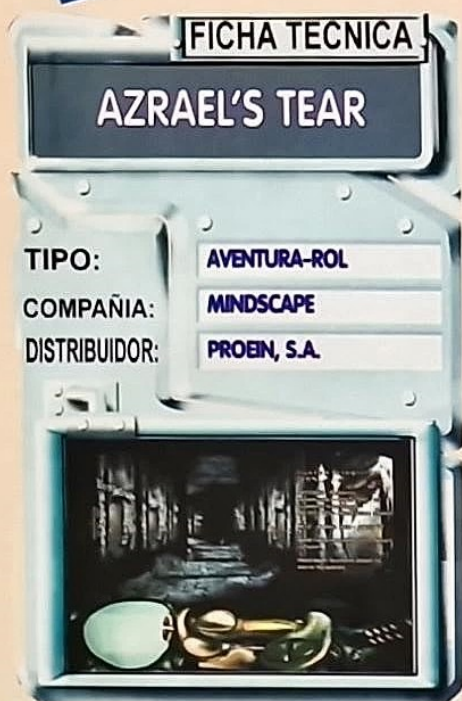 FICHA TECNICA
AZRAEL'S TEAR
TIPO: AVENTURA-ROL
COMPAÑIA: MINDSCAPE
DISTRIBUIDOR: PROEIN, S.A.